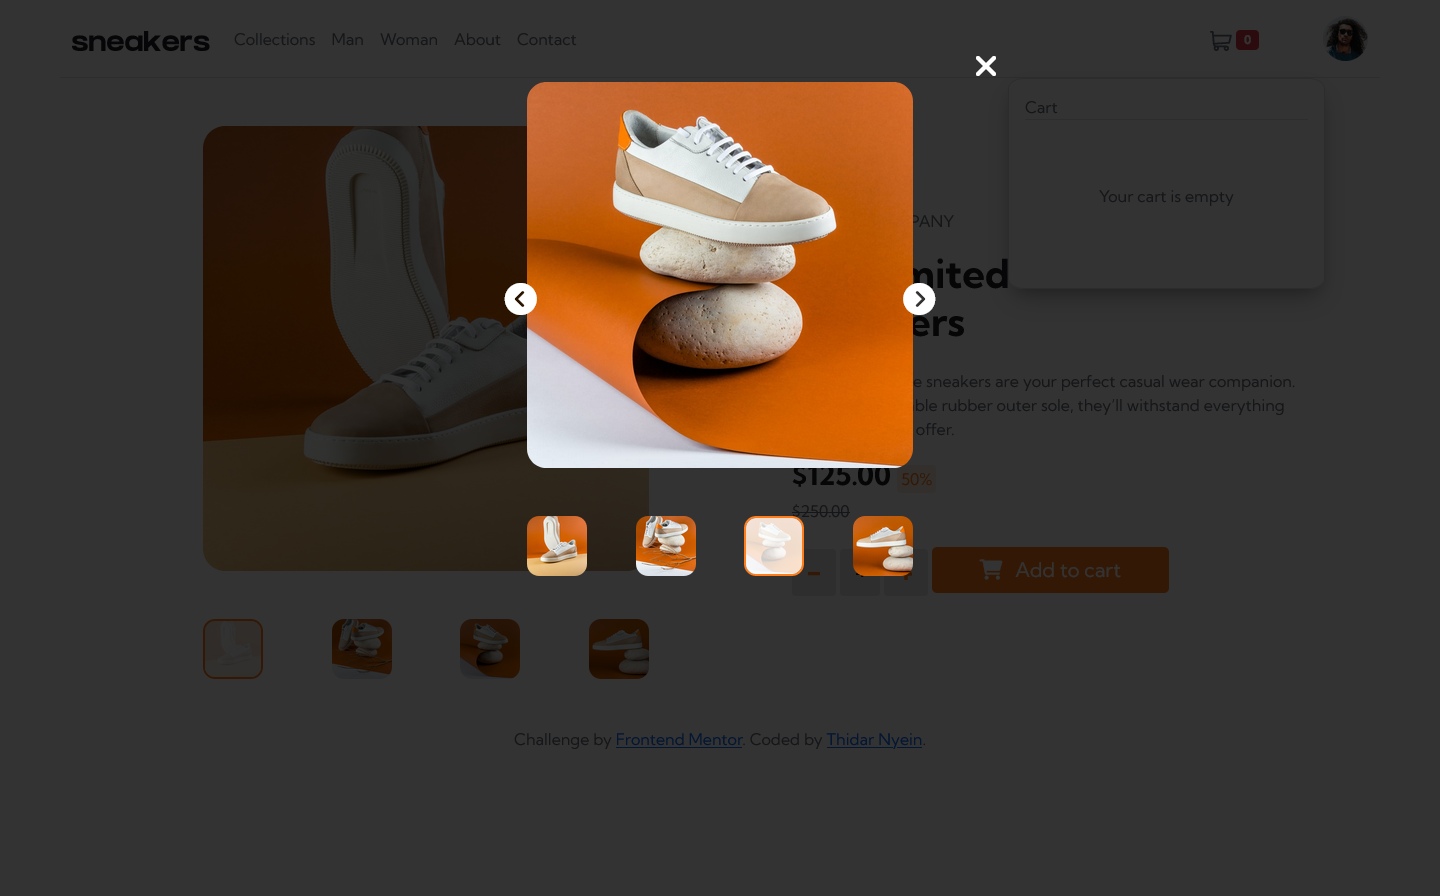 sneakers
Collections Man Woman About Contact
0
Cart
Your cart is empty
PANY
mited
ers
e sneakers are your perfect casual wear companion.
ble rubber outer sole, they'll withstand everything
offer.
$125.00 50%
$250.00
Add to cart
Challenge by Frontend Mentor. Coded by Thidar Nyein.